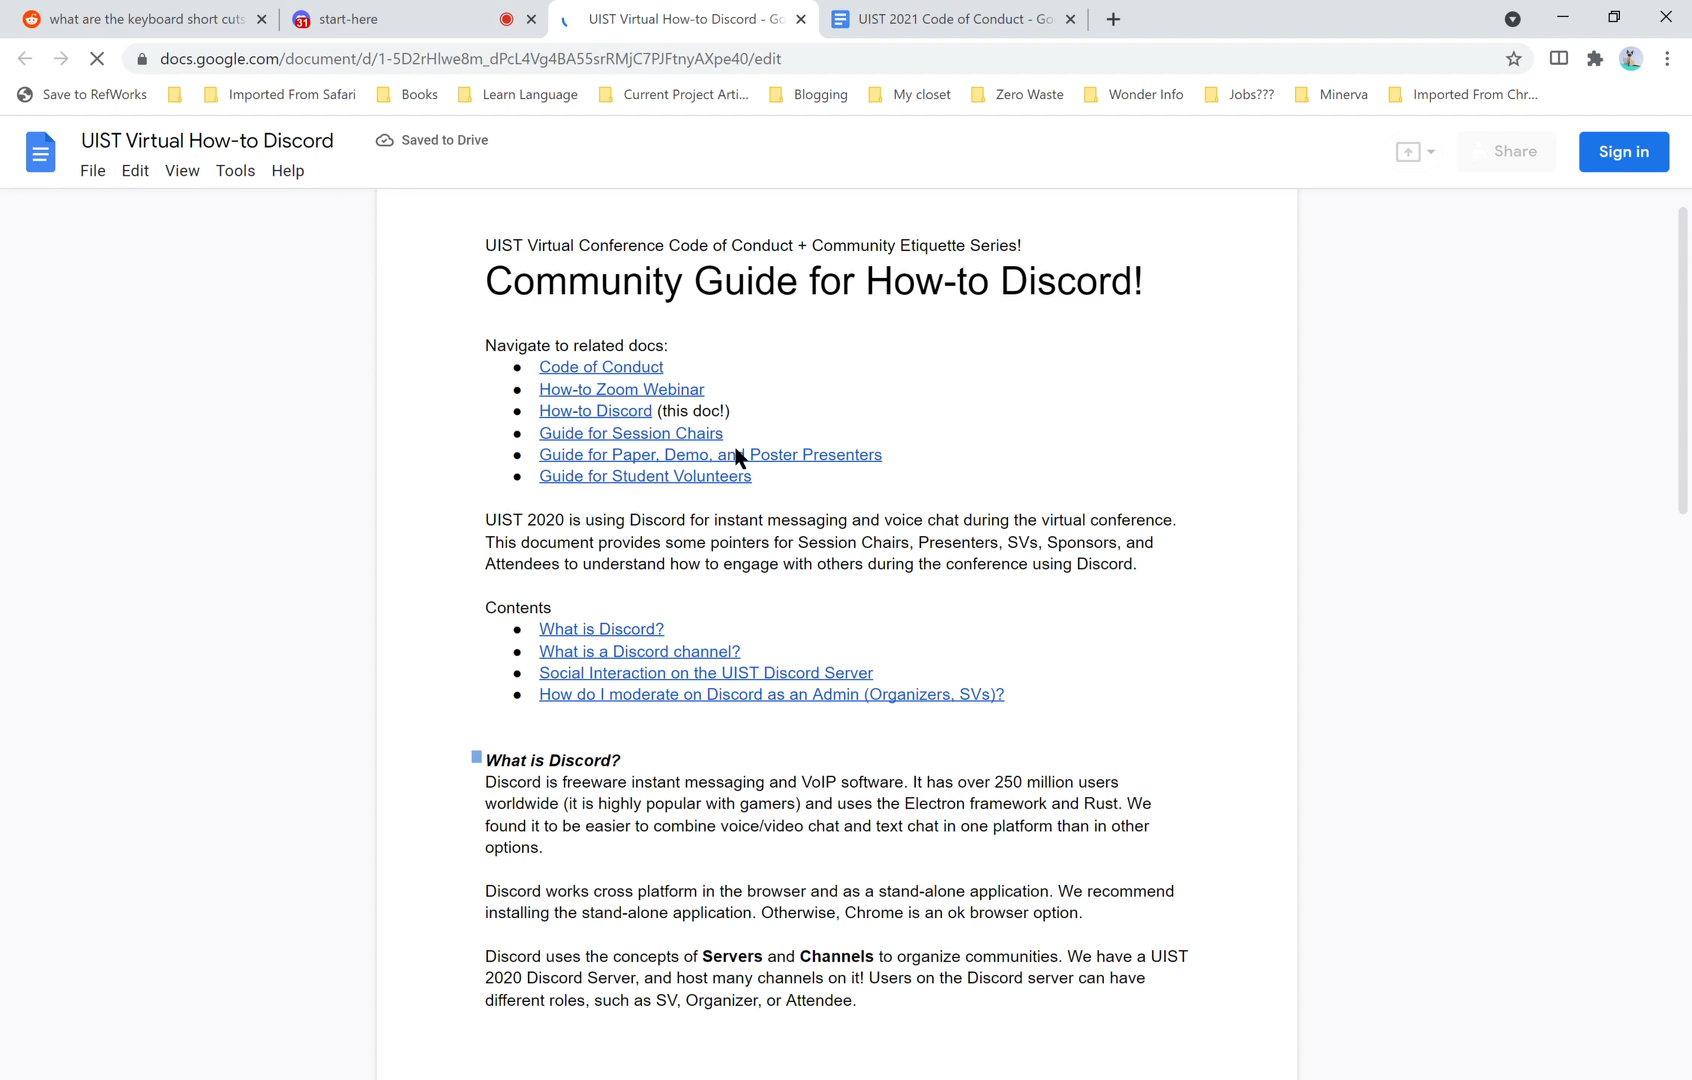 what are the keyboard short cuts
31
start-here
UIST Virtual How-to Discord - Go
UIST 2021 Code of Conduct - Go
docs.google.com/document/d/1-5D2rHlwe8m_dPcL4Vg4BA55srRMjC7PJFtnyAXpe40/edit
Save to RefWorks
Imported From Safari
Books
Learn Language
Current Project Arti...
Blogging
My closet
Zero Waste
Wonder Info
Jobs???
Minerva
Imported From Chr...
UIST Virtual How-to Discord
Saved to Drive
File Edit View Tools Help
Share
Sign in
UIST Virtual Conference Code of Conduct + Community Etiquette Series!
Community Guide for How-to Discord!
Navigate to related docs:
● Code of Conduct
● How-to Zoom Webinar
● How-to Discord (this doc!)
● Guide for Session Chairs
● Guide for Paper, Demo, and Poster Presenters
● Guide for Student Volunteers
UIST 2020 is using Discord for instant messaging and voice chat during the virtual conference.
This document provides some pointers for Session Chairs, Presenters, SVs, Sponsors, and
Attendees to understand how to engage with others during the conference using Discord.
Contents
● What is Discord?
● What is a Discord channel?
● Social Interaction on the UIST Discord Server
● How do I moderate on Discord as an Admin (Organizers, SVs)?
What is Discord?
Discord is freeware instant messaging and VoIP software. It has over 250 million users
worldwide (it is highly popular with gamers) and uses the Electron framework and Rust. We
found it to be easier to combine voice/video chat and text chat in one platform than in other
options.
Discord works cross platform in the browser and as a stand-alone application. We recommend
installing the stand-alone application. Otherwise, Chrome is an ok browser option.
Discord uses the concepts of Servers and Channels to organize communities. We have a UIST
2020 Discord Server, and host many channels on it! Users on the Discord server can have
different roles, such as SV, Organizer, or Attendee.